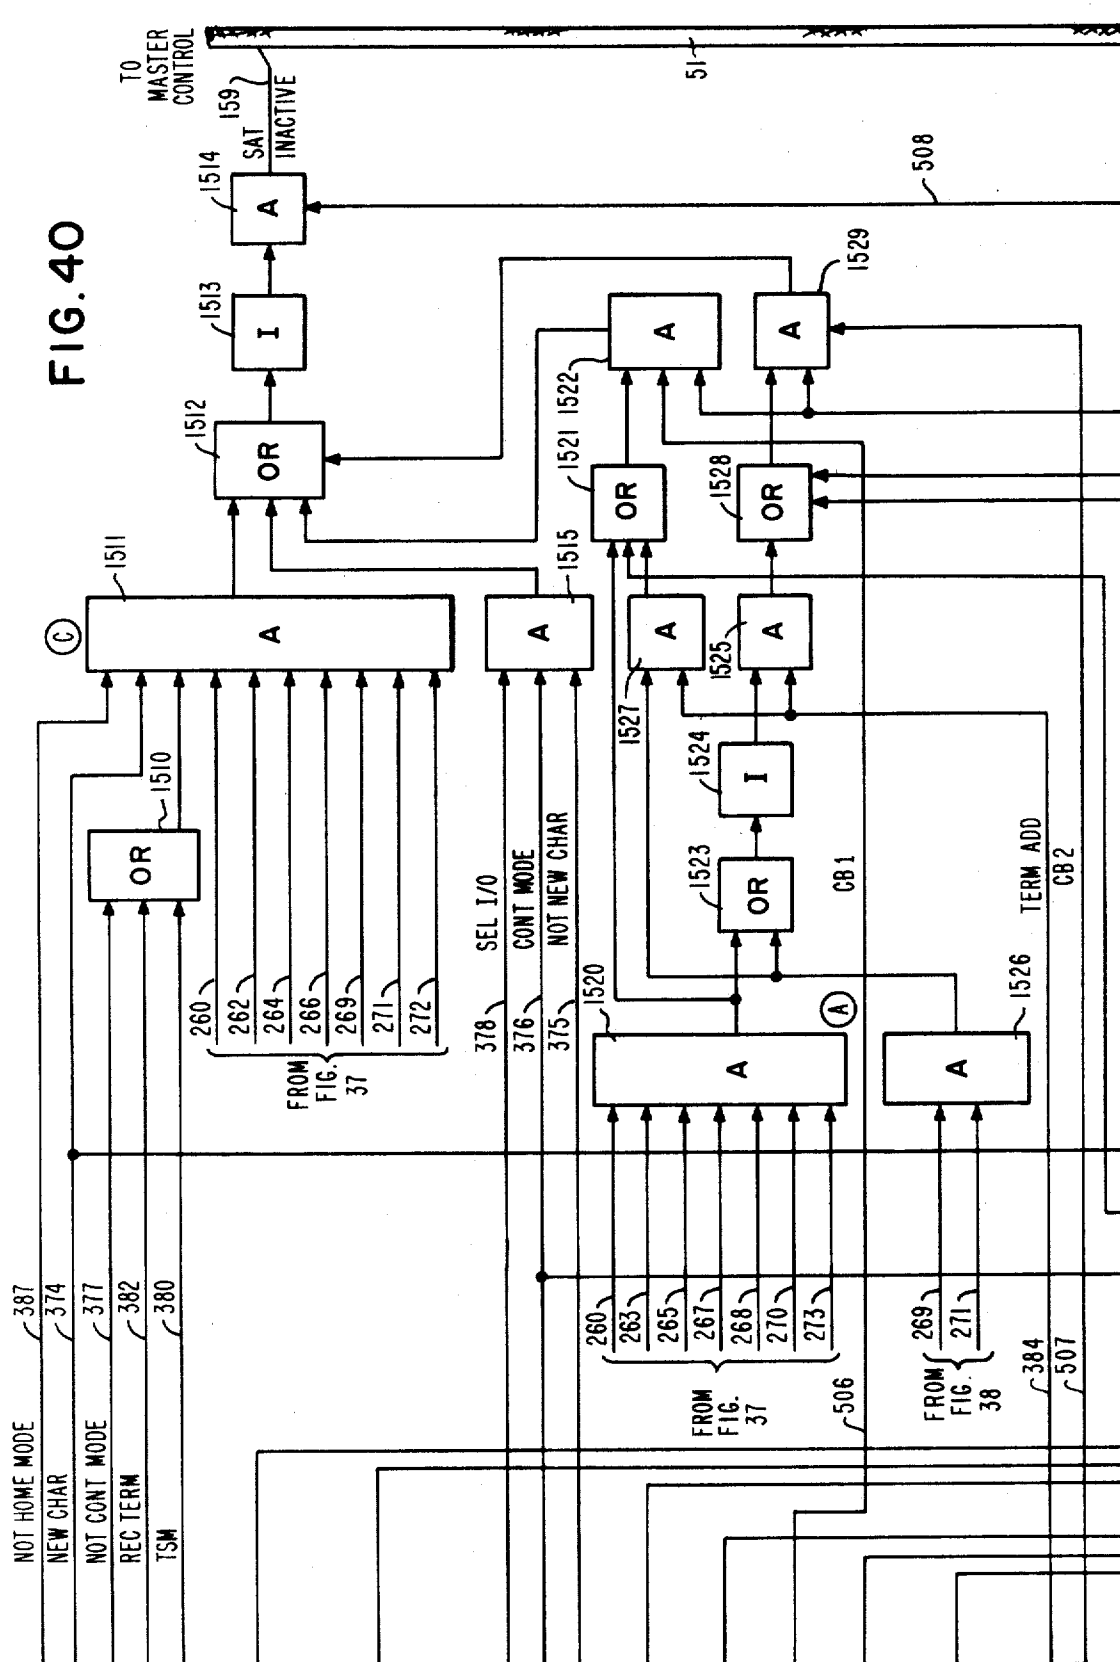 FIG. 40
TO
MASTER
CONTROL
159
SAT
INACTIVE
51
1514
A
508
1513
I
1512
OR
1529
A
1522
A
1521
OR
1528
OR
C
1511
A
1515
A
1527
A
1525
A
1524
I
1523
OR
1510
OR
NOT HOME MODE
387
NEW CHAR
374
NOT CONT MODE
377
REC TERM
382
TSM
380
260
262
264
266
269
271
272
FROM
FIG.
37
378
SEL I/O
376
CONT MODE
375
NOT NEW CHAR
1520
A
A
260
263
265
267
268
270
273
FROM
FIG.
37
CB1
506
1526
A
269
271
FROM
FIG.
38
TERM ADD
384
CB2
507